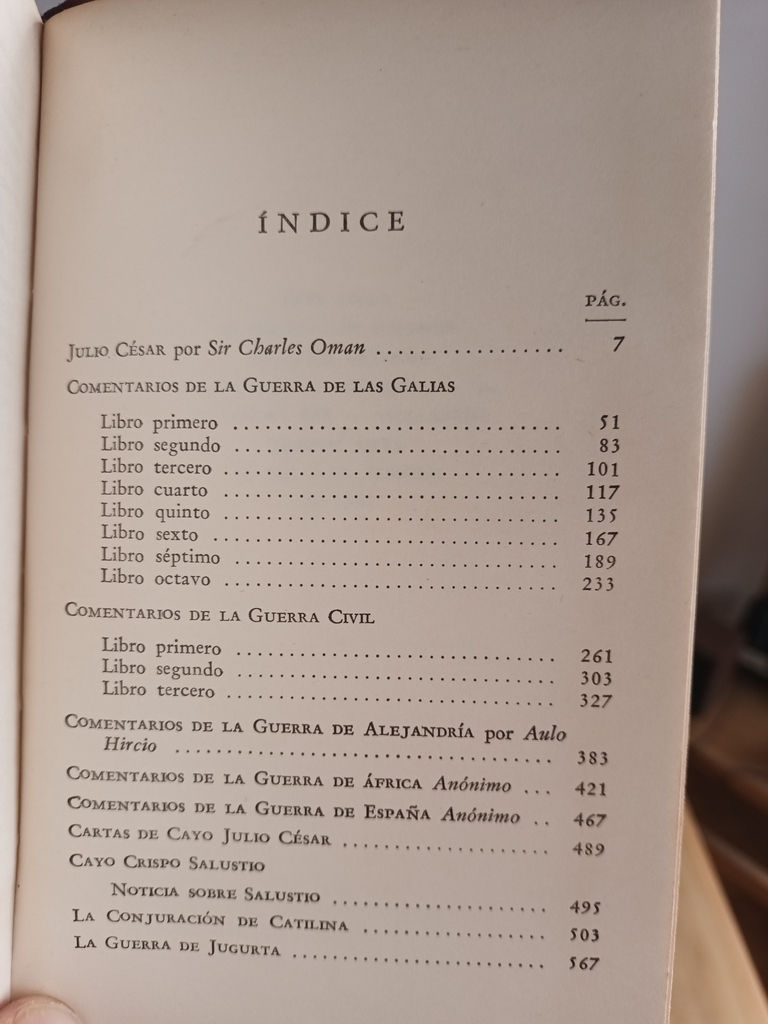 ÍNDICE
PÁG.
JULIO CÉSAR por Sir Charles Oman ................. 7
COMENTARIOS DE LA GUERRA DE LAS GALIAS
Libro primero .............................. 51
Libro segundo .............................. 83
Libro tercero .............................. 101
Libro cuarto .............................. 117
Libro quinto .............................. 135
Libro sexto .............................. 167
Libro séptimo .............................. 189
Libro octavo .............................. 233
COMENTARIOS DE LA GUERRA CIVIL
Libro primero .............................. 261
Libro segundo .............................. 303
Libro tercero .............................. 327
COMENTARIOS DE LA GUERRA DE ALEJANDRÍA por Aulo
Hircio .................................. 383
COMENTARIOS DE LA GUERRA DE ÁFRICA Anónimo ... 421
COMENTARIOS DE LA GUERRA DE ESPAÑA Anónimo .. 467
CARTAS DE CAYO JULIO CÉSAR ................... 489
CAYO CRISPO SALUSTIO
NOTICIA SOBRE SALUSTIO ................... 495
LA CONJURACIÓN DE CATILINA ................. 503
LA GUERRA DE JUGURTA ....................... 567